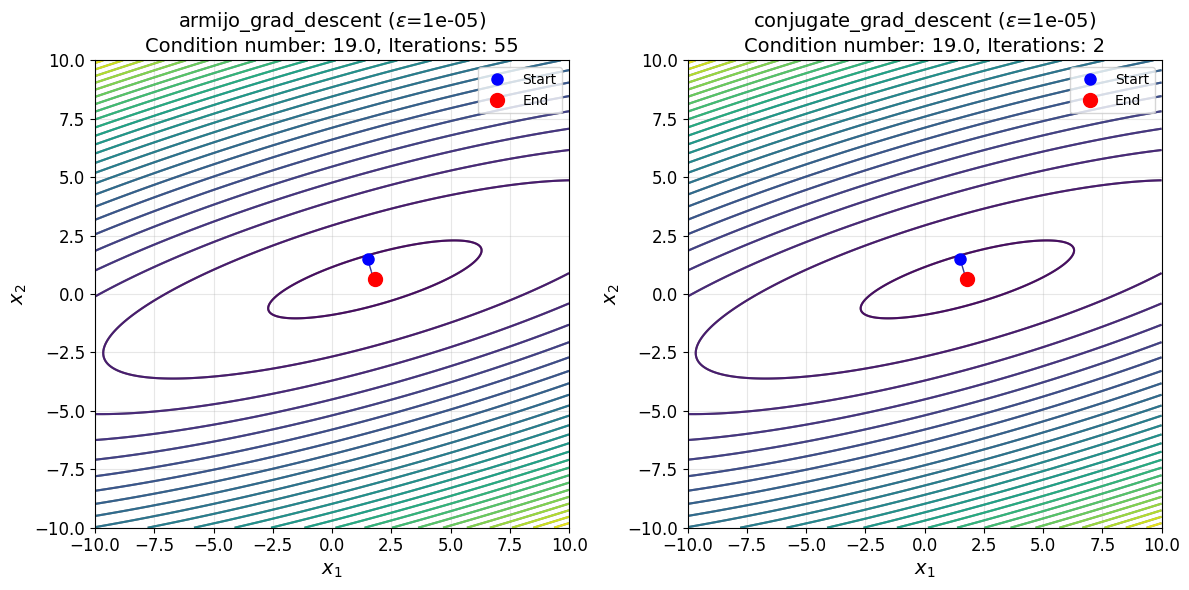 armijo_grad_descent (ε=1e-05)
Condition number: 19.0, Iterations: 55
10.0
7.5
5.0
2.5
0.0
−2.5
−5.0
−7.5
−10.0
x₂
Start
End
−10.0 −7.5 −5.0 −2.5 0.0 2.5 5.0 7.5 10.0
x₁
conjugate_grad_descent (ε=1e-05)
Condition number: 19.0, Iterations: 2
10.0
7.5
5.0
2.5
0.0
−2.5
−5.0
−7.5
−10.0
x₂
Start
End
−10.0 −7.5 −5.0 −2.5 0.0 2.5 5.0 7.5 10.0
x₁